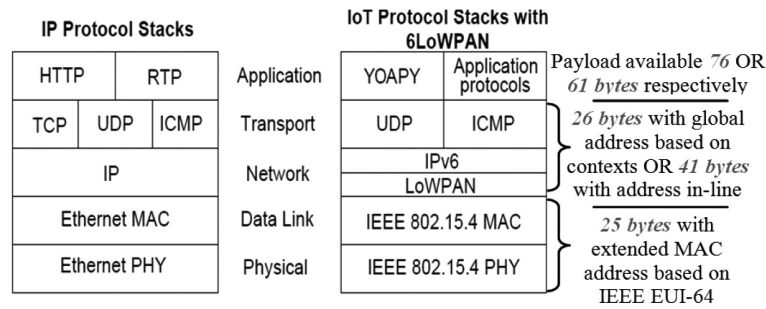 IP Protocol Stacks
HTTP
RTP
TCP
UDP
ICMP
IP
Ethernet MAC
Ethernet PHY
Application
Transport
Network
Data Link
Physical
IoT Protocol Stacks with
6LoWPAN
YOAPY
Application
protocols
UDP
ICMP
IPv6
LoWPAN
IEEE 802.15.4 MAC
IEEE 802.15.4 PHY
Payload available 76 OR
61 bytes respectively
26 bytes with global
address based on
contexts OR 41 bytes
with address in-line
25 bytes with
extended MAC
address based on
IEEE EUI-64